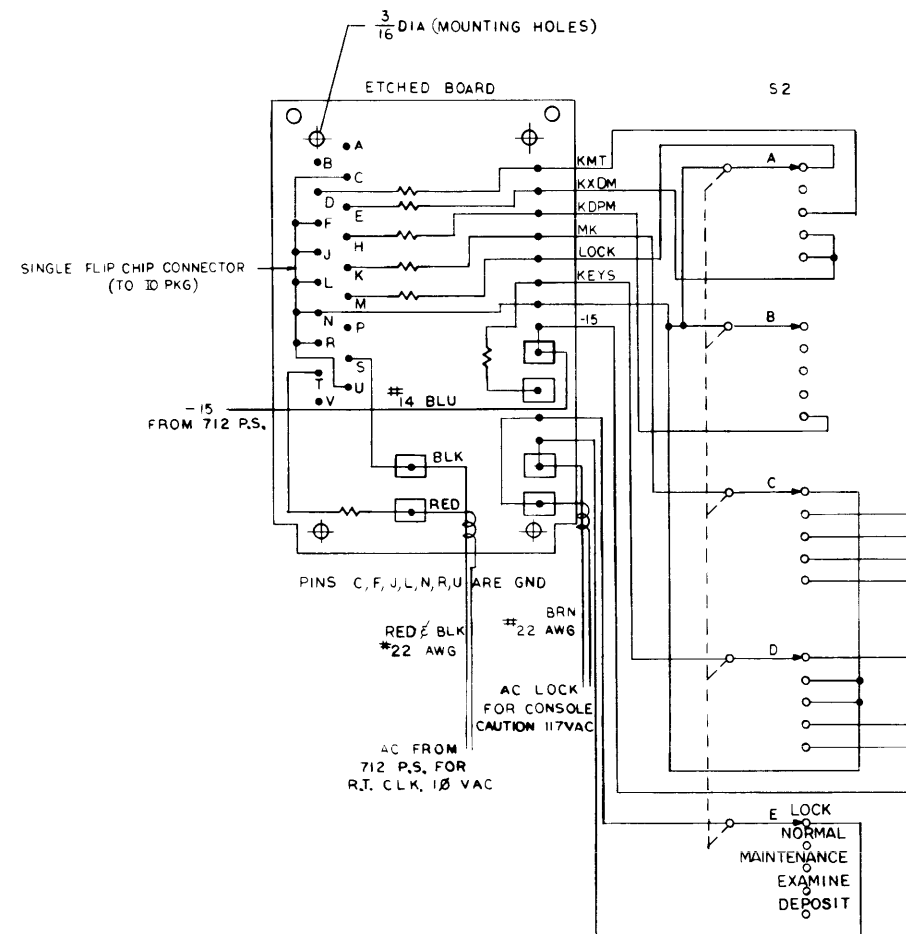 3/16 DIA (MOUNTING HOLES)
ETCHED BOARD
S2
A
B
C
D
E
F
H
J
K
L
M
N
P
R
S
T
U
V
KMT
KXDM
KDPM
MK
LOCK
KEYS
-15
SINGLE FLIP CHIP CONNECTOR
(TO IO PKG)
#14 BLU
-15
FROM 712 P.S.
BLK
RED
PINS C, F, J, L, N, R, U ARE GND
RED & BLK
#22 AWG
BRN
#22 AWG
AC LOCK
FOR CONSOLE
CAUTION 117VAC
AC FROM
712 P.S. FOR
R.T. CLK, 1Ø VAC
A
B
C
D
E
LOCK
NORMAL
MAINTENANCE
EXAMINE
DEPOSIT